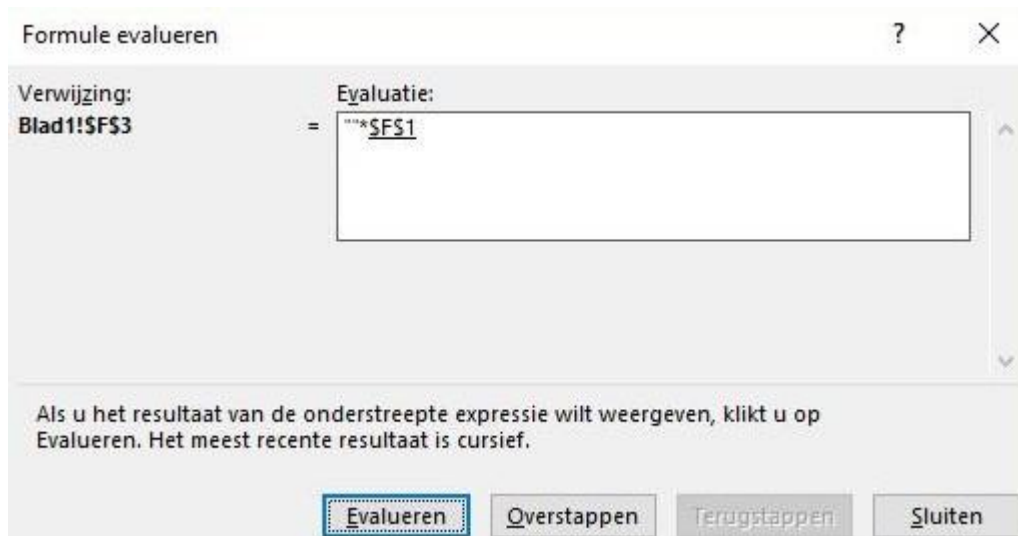 Formule evalueren ? ×
Verwijzing: Evaluatie:
Blad1!$F$3 = ""*$F$1
Als u het resultaat van de onderstreepte expressie wilt weergeven, klikt u op
Evalueren. Het meest recente resultaat is cursief.
Evalueren Overstappen Terugstappen Sluiten